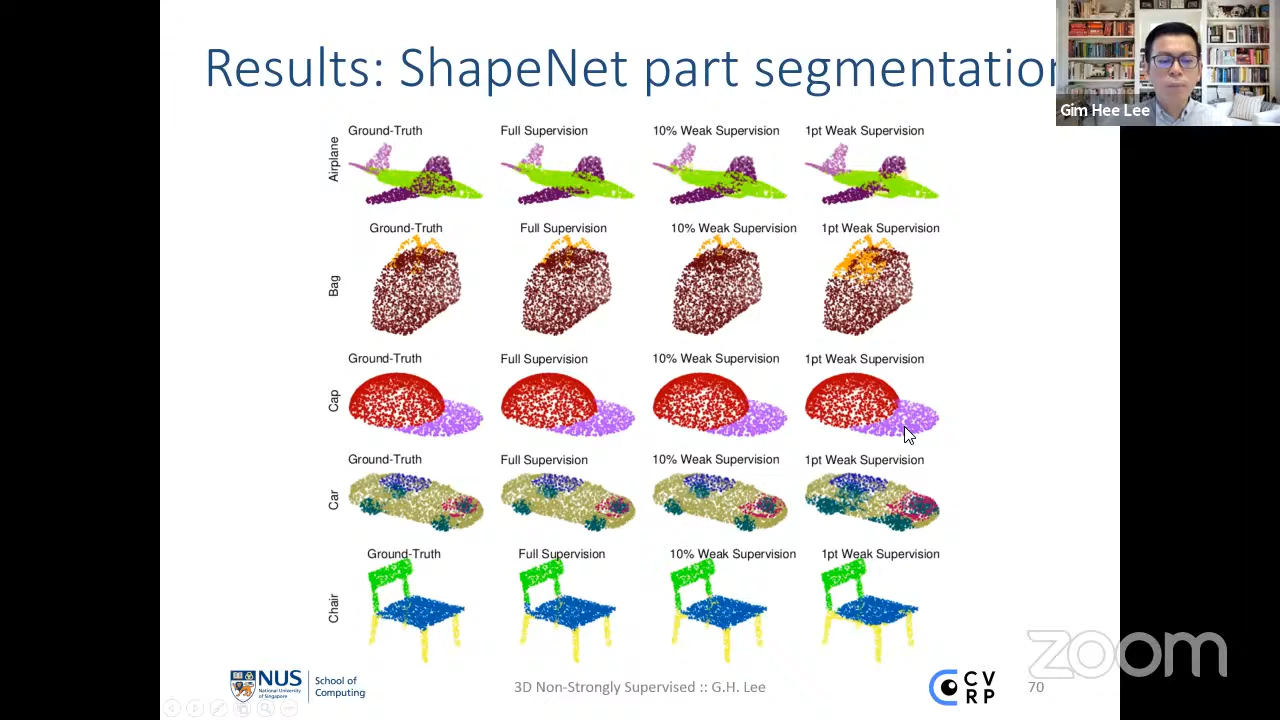 Results: ShapeNet part segmentation
Gim Hee Lee
Ground-Truth Full Supervision 10% Weak Supervision 1pt Weak Supervision
Airplane
Ground-Truth Full Supervision 10% Weak Supervision 1pt Weak Supervision
Bag
Ground-Truth Full Supervision 10% Weak Supervision 1pt Weak Supervision
Cap
Ground-Truth Full Supervision 10% Weak Supervision 1pt Weak Supervision
Car
Ground-Truth Full Supervision 10% Weak Supervision 1pt Weak Supervision
Chair
zoom
NUS
National University
of Singapore
School of
Computing
3D Non-Strongly Supervised :: G.H. Lee
CV
RP
70